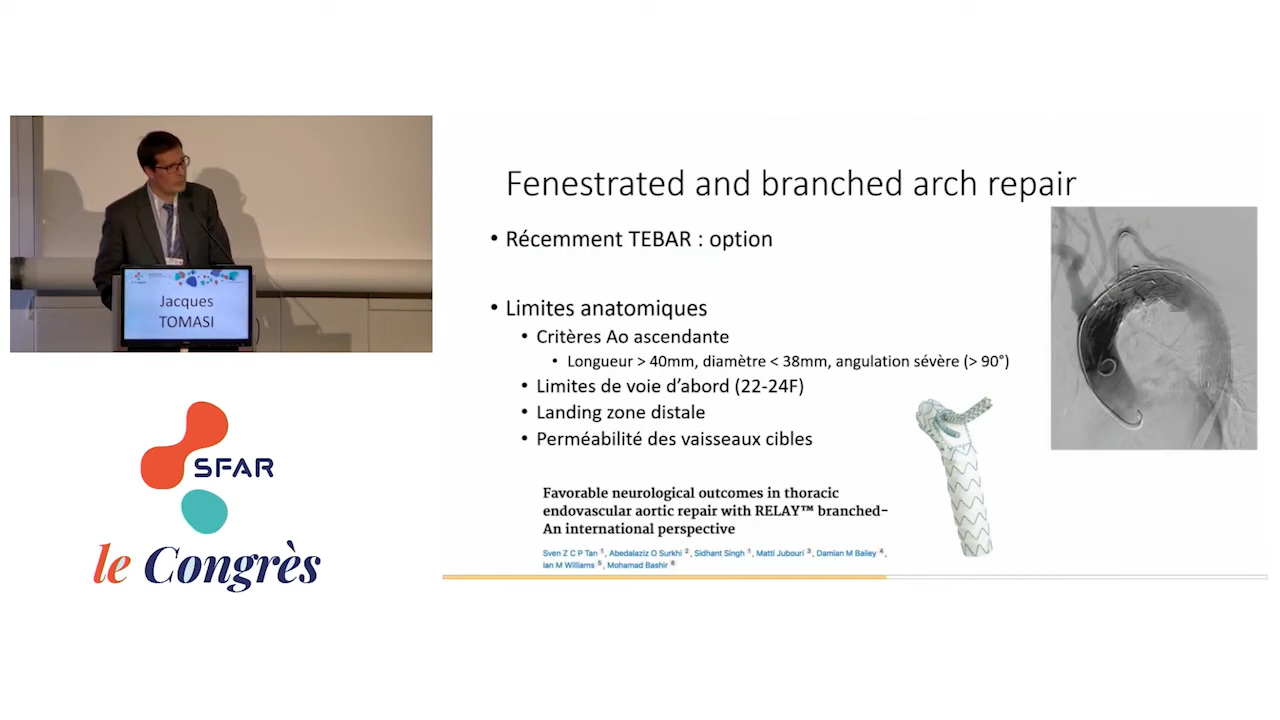 Jacques
TOMASI
SFAR
le Congrès
Fenestrated and branched arch repair
• Récemment TEBAR : option
• Limites anatomiques
• Critères Ao ascendante
• Longueur > 40mm, diamètre < 38mm, angulation sévère (> 90°)
• Limites de voie d'abord (22-24F)
• Landing zone distale
• Perméabilité des vaisseaux cibles
Favorable neurological outcomes in thoracic
endovascular aortic repair with RELAY™ branched-
An international perspective
Sven Z C P Tan 1, Abedalaziz O Surkhi 2, Sidhant Singh 1, Matti Jubouri 3, Damian M Bailey 4,
Ian M Williams 5, Mohamad Bashir 6